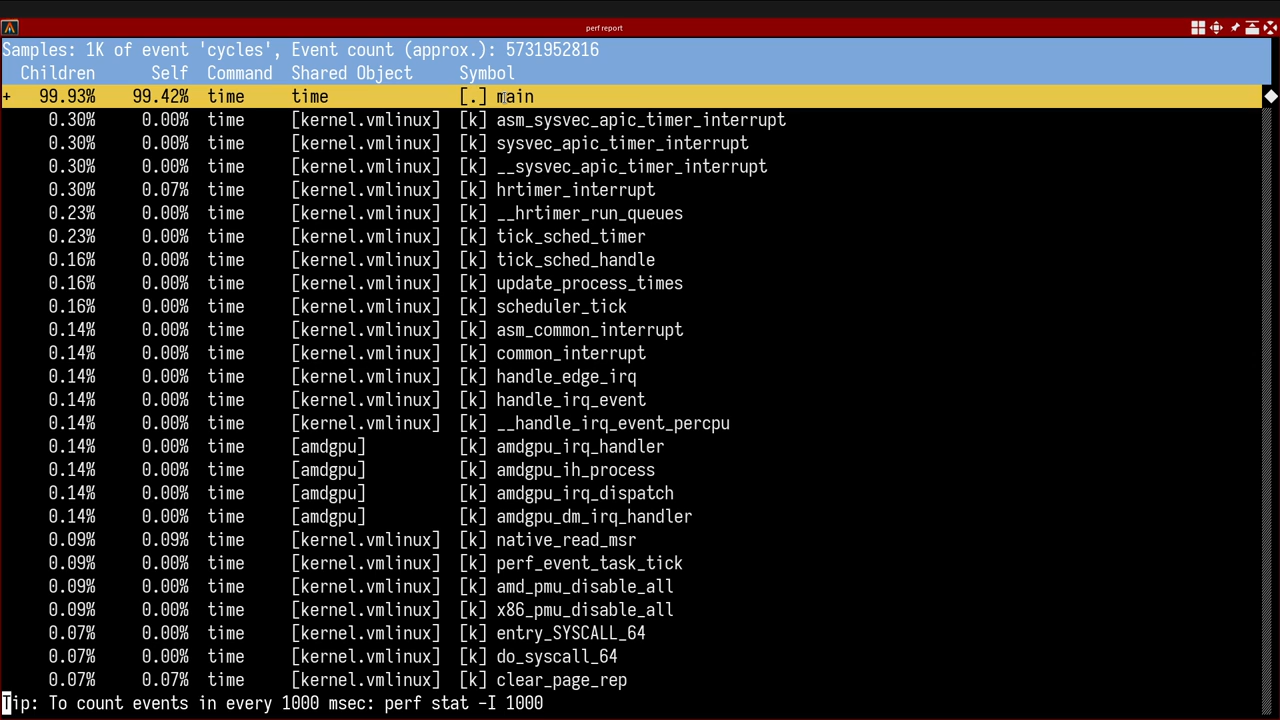 perf report
Samples: 1K of event 'cycles', Event count (approx.): 5731952816
Children Self Command Shared Object Symbol
+ 99.93% 99.42% time time [.] main
0.30% 0.00% time [kernel.vmlinux] [k] asm_sysvec_apic_timer_interrupt
0.30% 0.00% time [kernel.vmlinux] [k] sysvec_apic_timer_interrupt
0.30% 0.00% time [kernel.vmlinux] [k] __sysvec_apic_timer_interrupt
0.30% 0.07% time [kernel.vmlinux] [k] hrtimer_interrupt
0.23% 0.00% time [kernel.vmlinux] [k] __hrtimer_run_queues
0.23% 0.00% time [kernel.vmlinux] [k] tick_sched_timer
0.16% 0.00% time [kernel.vmlinux] [k] tick_sched_handle
0.16% 0.00% time [kernel.vmlinux] [k] update_process_times
0.16% 0.00% time [kernel.vmlinux] [k] scheduler_tick
0.14% 0.00% time [kernel.vmlinux] [k] asm_common_interrupt
0.14% 0.00% time [kernel.vmlinux] [k] common_interrupt
0.14% 0.00% time [kernel.vmlinux] [k] handle_edge_irq
0.14% 0.00% time [kernel.vmlinux] [k] handle_irq_event
0.14% 0.00% time [kernel.vmlinux] [k] __handle_irq_event_percpu
0.14% 0.00% time [amdgpu] [k] amdgpu_irq_handler
0.14% 0.00% time [amdgpu] [k] amdgpu_ih_process
0.14% 0.00% time [amdgpu] [k] amdgpu_irq_dispatch
0.14% 0.00% time [amdgpu] [k] amdgpu_dm_irq_handler
0.09% 0.09% time [kernel.vmlinux] [k] native_read_msr
0.09% 0.00% time [kernel.vmlinux] [k] perf_event_task_tick
0.09% 0.00% time [kernel.vmlinux] [k] amd_pmu_disable_all
0.09% 0.00% time [kernel.vmlinux] [k] x86_pmu_disable_all
0.07% 0.00% time [kernel.vmlinux] [k] entry_SYSCALL_64
0.07% 0.00% time [kernel.vmlinux] [k] do_syscall_64
0.07% 0.07% time [kernel.vmlinux] [k] clear_page_rep
Tip: To count events in every 1000 msec: perf stat -I 1000